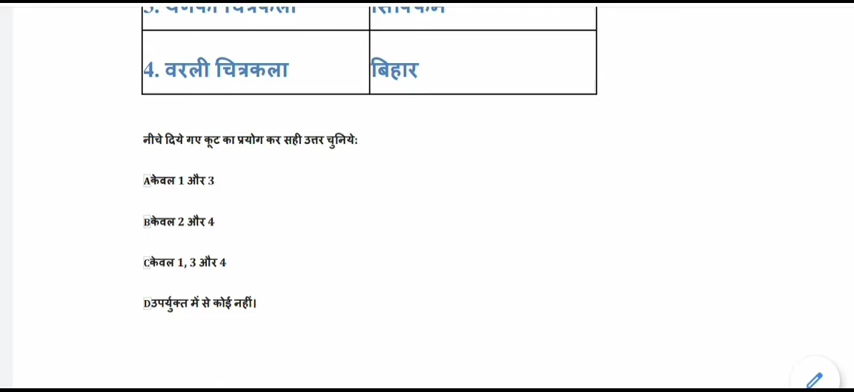 4. वरली चित्रकला बिहार
नीचे दिये गए कूट का प्रयोग कर सही उत्तर चुनिये:
Aकेवल 1 और 3
Bकेवल 2 और 4
Cकेवल 1, 3 और 4
Dउपर्युक्त में से कोई नहीं।